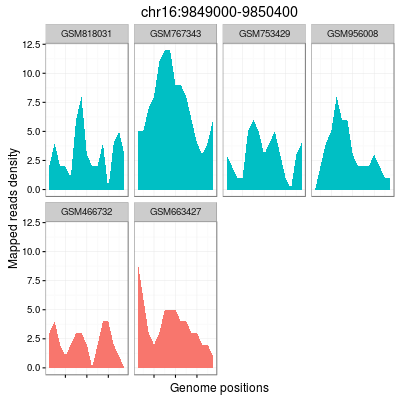 chr16:9849000-9850400
GSM818031 GSM767343 GSM753429 GSM956008
12.5
10.0
7.5
5.0
2.5
0.0
GSM466732 GSM663427
12.5
10.0
7.5
5.0
2.5
0.0
Mapped reads density
Genome positions